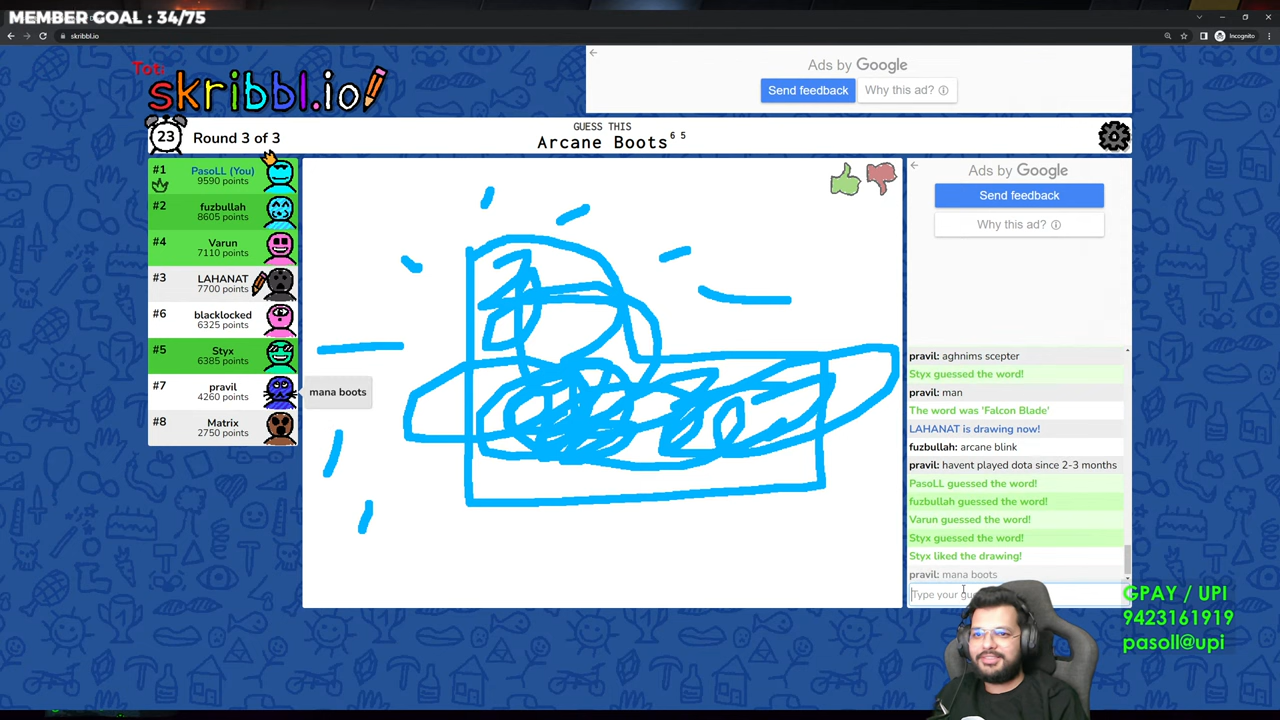 MEMBER GOAL : 34/75
skribbl.io
Incognito
Tot:
skribbl.io
Ads by Google
Send feedback
Why this ad?
23
Round 3 of 3
GUESS THIS
Arcane Boots 6 5
#1
PasoLL (You)
9590 points
#2
fuzbullah
8605 points
#4
Varun
7110 points
#3
LAHANAT
7700 points
#6
blacklocked
6325 points
#5
Styx
6385 points
#7
pravil
4260 points
mana boots
#8
Matrix
2750 points
Ads by Google
Send feedback
Why this ad?
pravil: aghnims scepter
Styx guessed the word!
pravil: man
The word was 'Falcon Blade'
LAHANAT is drawing now!
fuzbullah: arcane blink
pravil: havent played dota since 2-3 months
PasoLL guessed the word!
fuzbullah guessed the word!
Varun guessed the word!
Styx guessed the word!
Styx liked the drawing!
pravil: mana boots
Type your
GPAY / UPI
9423161919
pasoll@upi